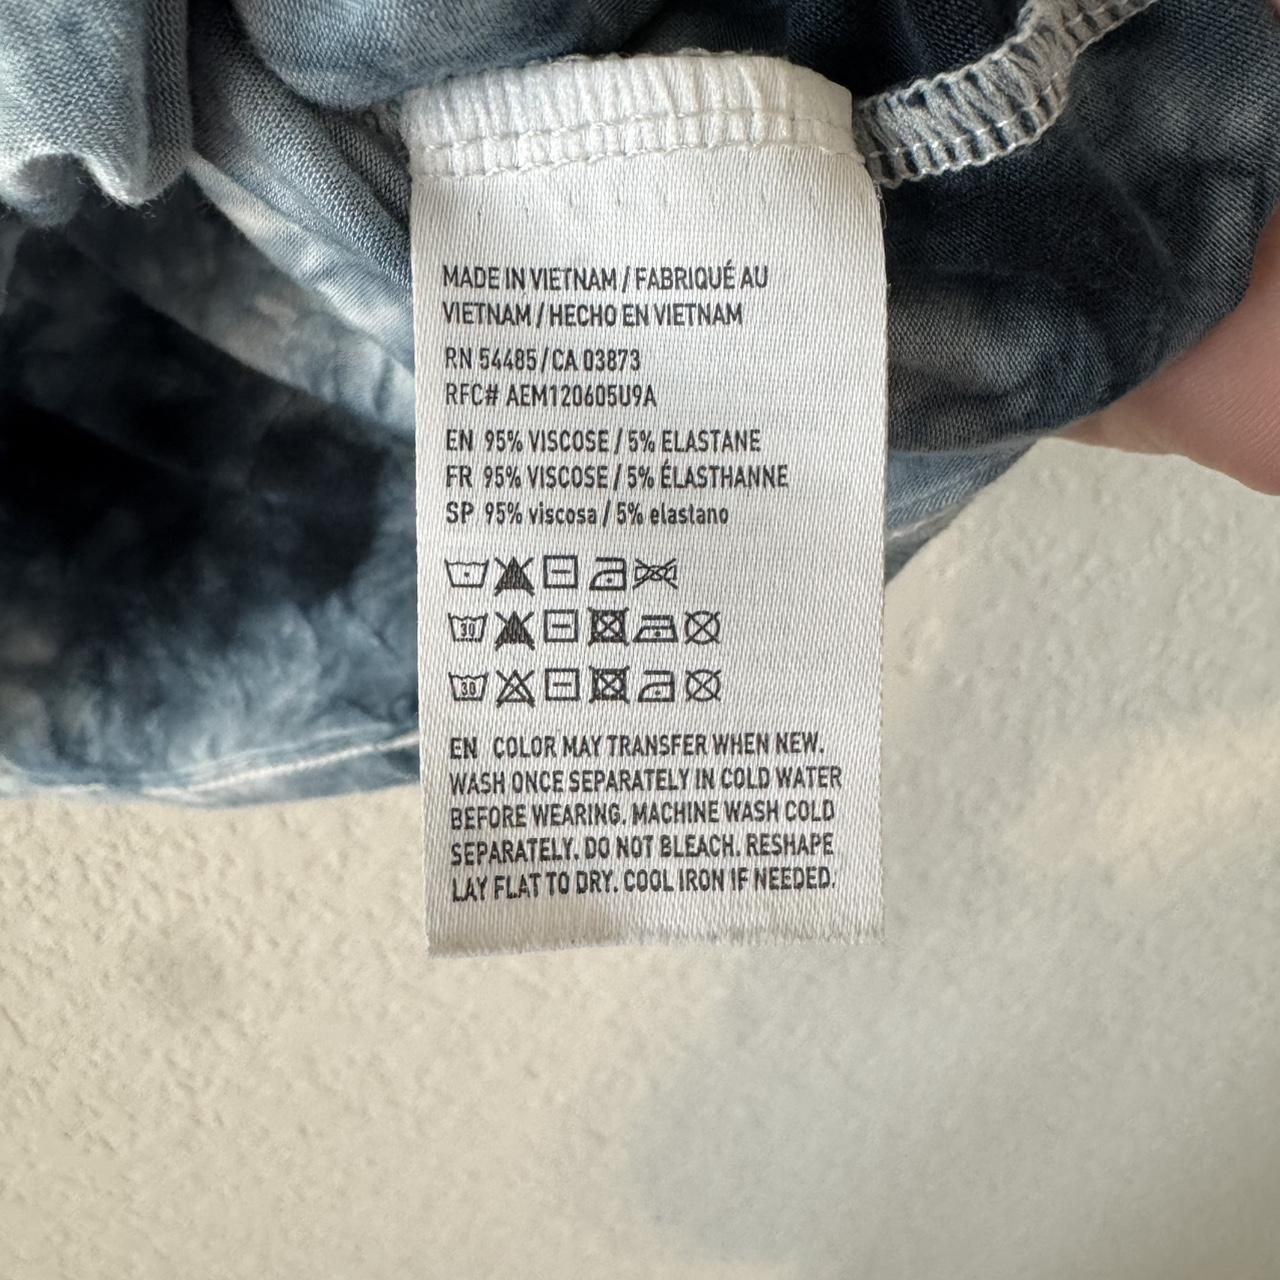 MADE IN VIETNAM / FABRIQUÉ AU
VIETNAM / HECHO EN VIETNAM
RN 54485 / CA 03873
RFC# AEM120605U9A
EN 95% VISCOSE / 5% ELASTANE
FR 95% VISCOSE / 5% ÉLASTHANNE
SP 95% viscosa / 5% elastano
30
30
EN COLOR MAY TRANSFER WHEN NEW.
WASH ONCE SEPARATELY IN COLD WATER
BEFORE WEARING. MACHINE WASH COLD
SEPARATELY. DO NOT BLEACH. RESHAPE
LAY FLAT TO DRY. COOL IRON IF NEEDED.